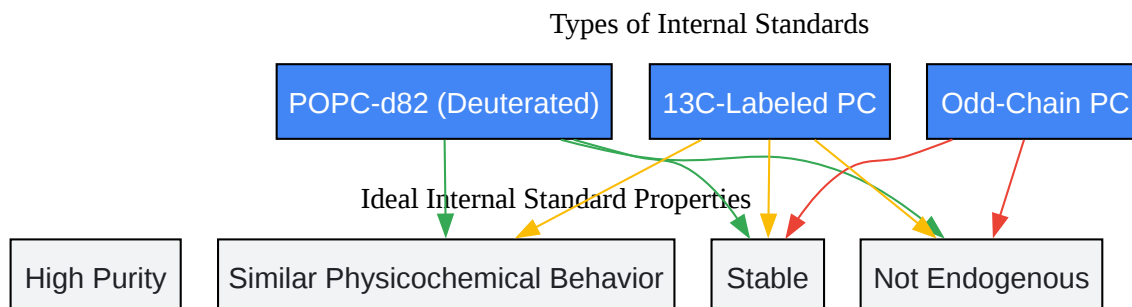 Types of Internal Standards
POPC-d82 (Deuterated)
13C-Labeled PC
Odd-Chain PC
Ideal Internal Standard Properties
High Purity
Similar Physicochemical Behavior
Stable
Not Endogenous